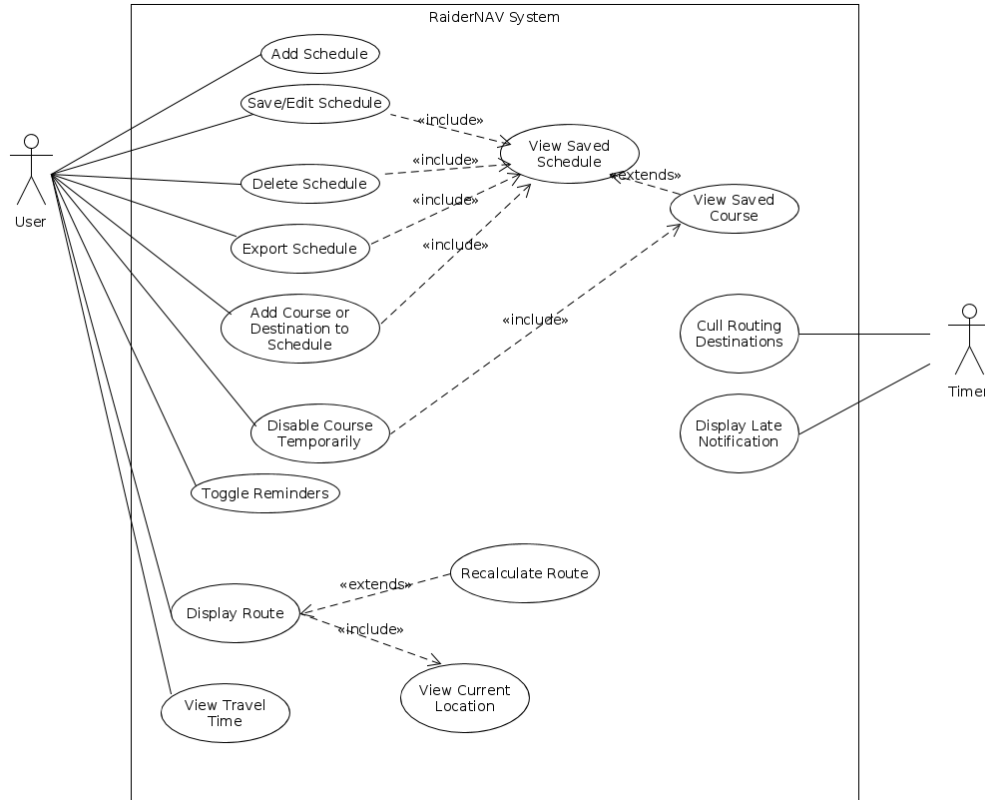 RaiderNAV System
Add Schedule
Save/Edit Schedule
«include»
View Saved
Schedule
«include»
Delete Schedule
«extends»
View Saved
Course
«include»
User
Export Schedule
«include»
Add Course or
Destination to
Schedule
«include»
Cull Routing
Destinations
Timer
Disable Course
Temporarily
Display Late
Notification
Toggle Reminders
Recalculate Route
«extends»
Display Route
«include»
View Current
Location
View Travel
Time